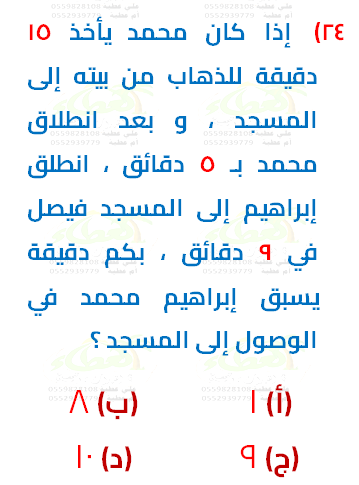 ٢٤) إذا كان محمد يأخذ ١٥
دقيقة للذهاب من بيته إلى
المسجد ، و بعد انطلاق
محمد بـ ٥ دقائق ، انطلق
إبراهيم إلى المسجد فيصل
في ٩ دقائق ، بكم دقيقة
يسبق إبراهيم محمد في
الوصول إلى المسجد ؟
(أ) ١ (ب) ٨
(ج) ٩ (د) ١٠